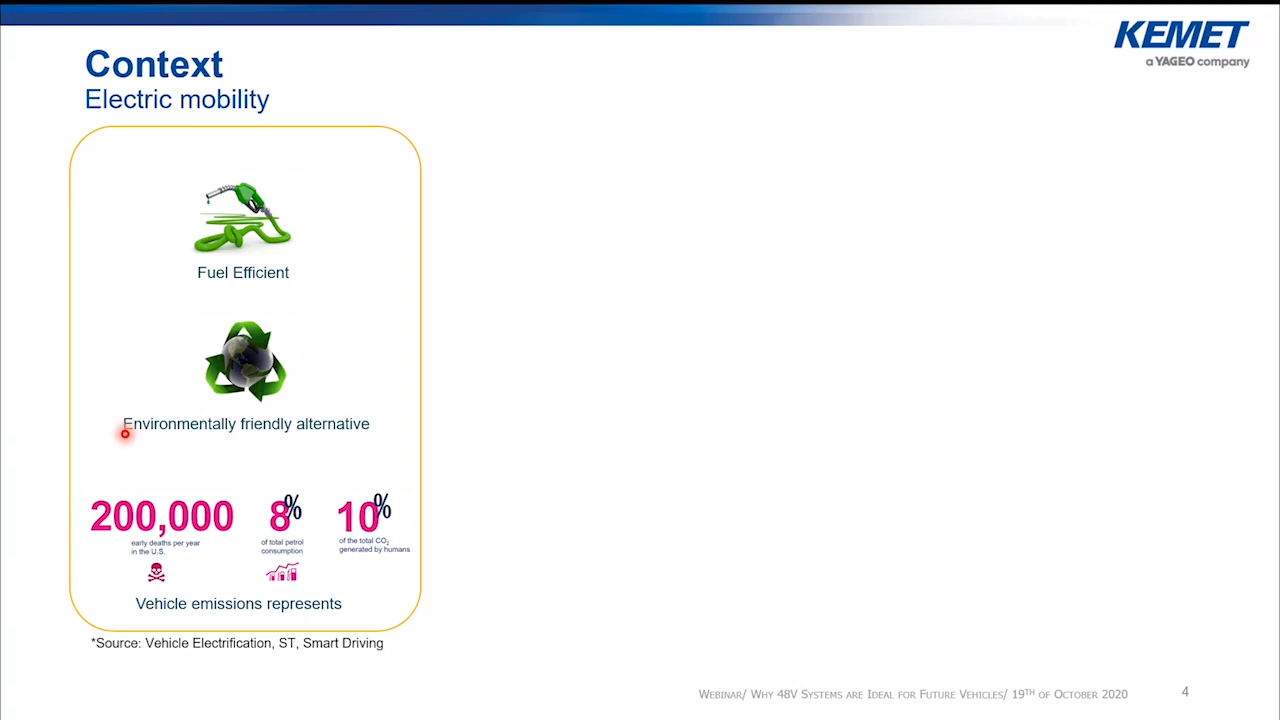 KEMET
a YAGEO company
Context
Electric mobility
Fuel Efficient
Environmentally friendly alternative
200,000
early deaths per year
in the U.S.
8%
of total petrol
consumption
10%
of the total CO2
generated by humans
Vehicle emissions represents
*Source: Vehicle Electrification, ST, Smart Driving
WEBINAR/ WHY 48V SYSTEMS ARE IDEAL FOR FUTURE VEHICLES/ 19TH OF OCTOBER 2020
4